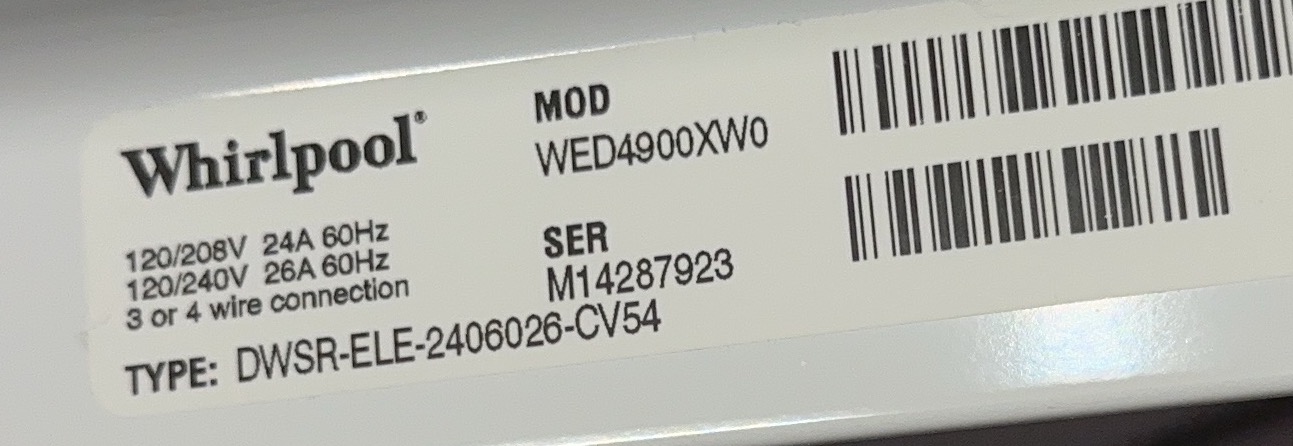 Whirlpool®
120/208V 24A 60Hz
120/240V 26A 60Hz
3 or 4 wire connection
TYPE: DWSR-ELE-2406026-CV54
MOD
WED4900XW0
SER
M14287923